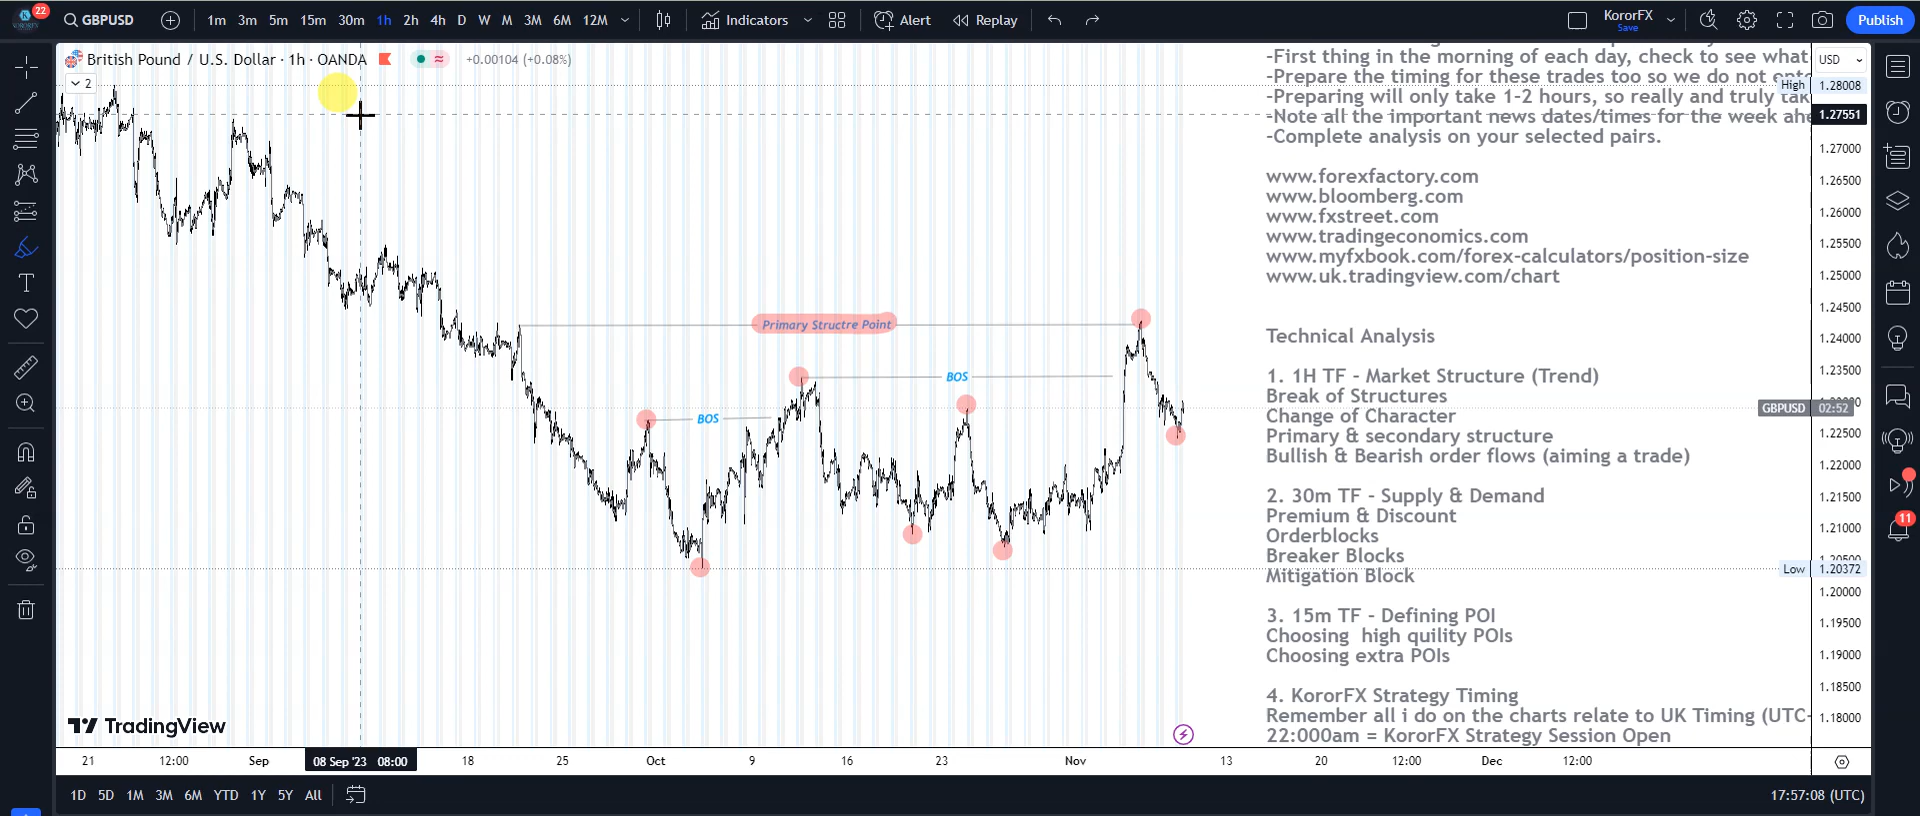 22
GBPUSD
1m 3m 5m 15m 30m 1h 2h 4h D W M 3M 6M 12M
Indicators
Alert
Replay
KororFX
Save
Publish
British Pound / U.S. Dollar · 1h · OANDA
+0.00104 (+0.08%)
2
USD
-First thing in the morning of each day, check to see what
-Prepare the timing for these trades too so we do not
-Preparing will only take 1-2 hours, so really and truly
-Note all the important news dates/times for the week
-Complete analysis on your selected pairs.
www.forexfactory.com
www.bloomberg.com
www.fxstreet.com
www.tradingeconomics.com
www.myfxbook.com/forex-calculators/position-size
www.uk.tradingview.com/chart
Technical Analysis
1. 1H TF - Market Structure (Trend)
Break of Structures
Change of Character
Primary & secondary structure
Bullish & Bearish order flows (aiming a trade)
2. 30m TF - Supply & Demand
Premium & Discount
Orderblocks
Breaker Blocks
Mitigation Block
3. 15m TF - Defining POI
Choosing  high quility POIs
Choosing extra POIs
4. KororFX Strategy Timing
Remember all i do on the charts relate to UK Timing (UTC-
22:000am = KororFX Strategy Session Open
Primary Structre Point
BOS
BOS
High 1.28008
1.27551
1.27000
1.26500
1.26000
1.25500
1.25000
1.24500
1.24000
1.23500
GBPUSD 02:52
1.22500
1.22000
1.21500
1.21000
Low 1.20372
1.20000
1.19500
1.19000
1.18500
1.18000
11
TradingView
21 12:00 Sep 08 Sep '23 08:00 18 25 Oct 9 16 23 Nov 13 20 12:00 Dec 12:00
1D 5D 1M 3M 6M YTD 1Y 5Y All
17:57:08 (UTC)